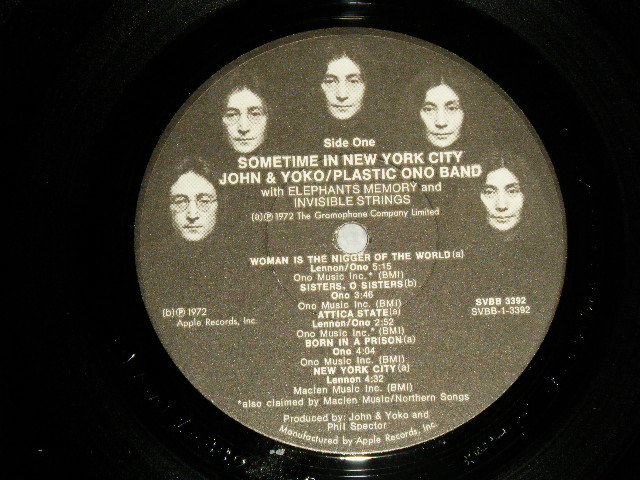 Side One
SOMETIME IN NEW YORK CITY
JOHN & YOKO/PLASTIC ONO BAND
with ELEPHANTS MEMORY and
INVISIBLE STRINGS
(a)Ⓟ1972 The Gramophone Company Limited
WOMAN IS THE NIGGER OF THE WORLD(a)
Lennon/Ono 5:15
Ono Music Inc.* (BMI)
SISTERS, O SISTERS(b)
Ono 3:46
Ono Music Inc. (BMI)
ATTICA STATE(a)
Lennon/Ono 2:52
Ono Music Inc.* (BMI)
BORN IN A PRISON(a)
Ono 4:04
Ono Music Inc. (BMI)
NEW YORK CITY(a)
Lennon 4:32
Maclen Music Inc. (BMI)
*also claimed by Maclen Music/Northern Songs
(b)Ⓟ1972
Apple Records, Inc.
SVBB 3392
SVBB-1-3392
Produced by: John & Yoko and
Phil Spector
Manufactured by Apple Records, Inc.